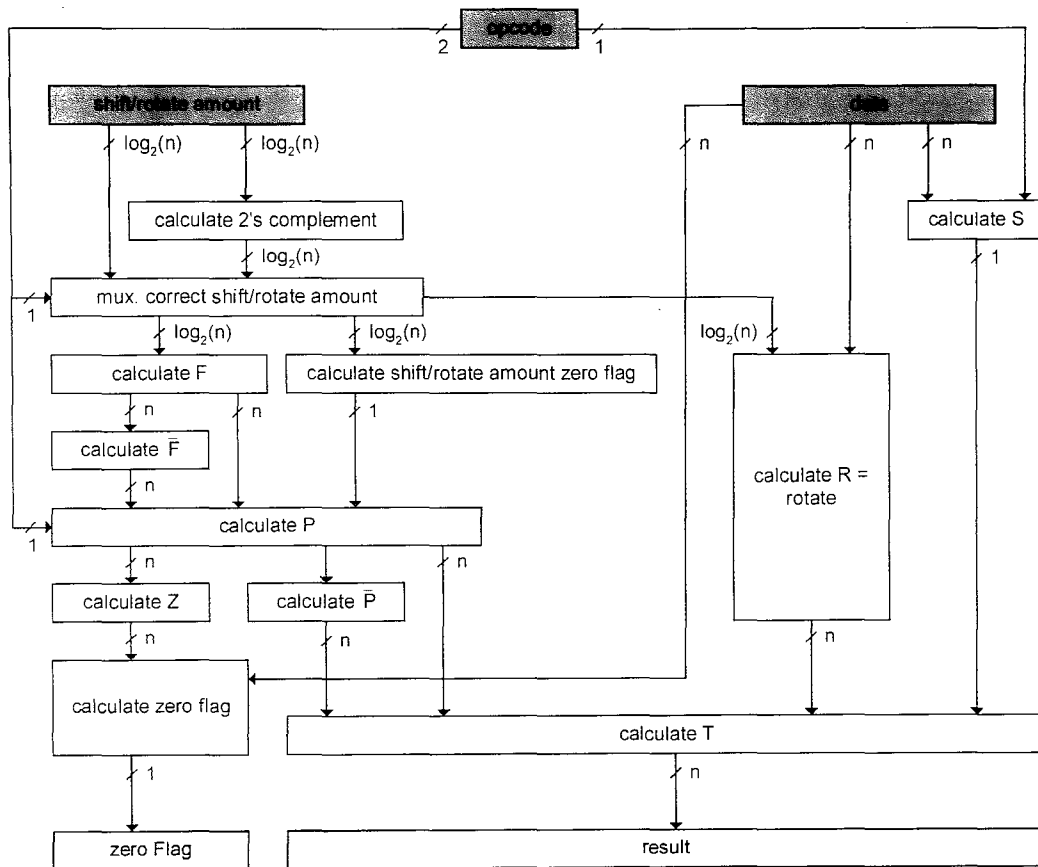 opcode
2
1
shift/rotate amount
data
log2(n)
log2(n)
n
n
n
calculate 2's complement
calculate S
log2(n)
1
mux. correct shift/rotate amount
1
log2(n)
log2(n)
log2(n)
n
calculate F
calculate shift/rotate amount zero flag
n
n
1
calculate F̅
calculate R =
rotate
n
calculate P
1
n
n
calculate Z
calculate P̅
n
n
n
calculate zero flag
calculate T
1
n
zero Flag
result